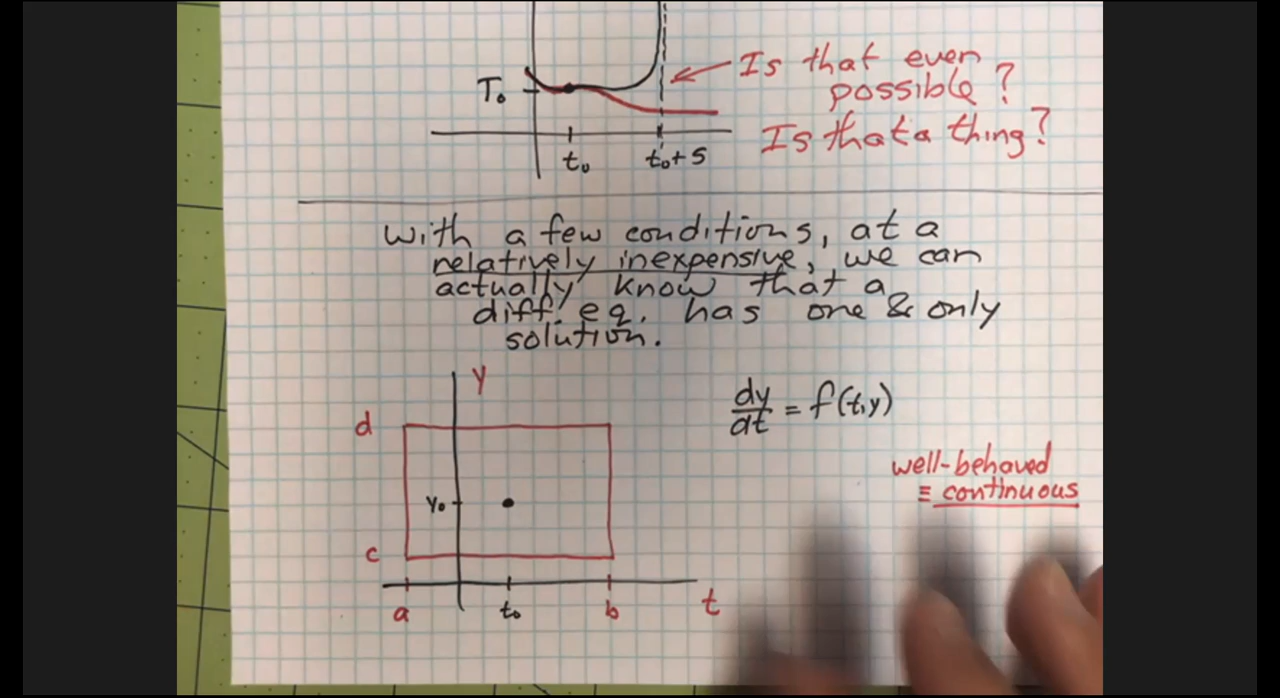 Is that even
possible?
T₀
Is that a thing?
t₀
t₀+5
with a few conditions, at a
relatively inexpensive, we can
actually know that a
diff. eq. has one & only
solution.
y
d
dy/dt = f(t,y)
well-behaved
≡ continuous
y₀
c
a
t₀
b
t